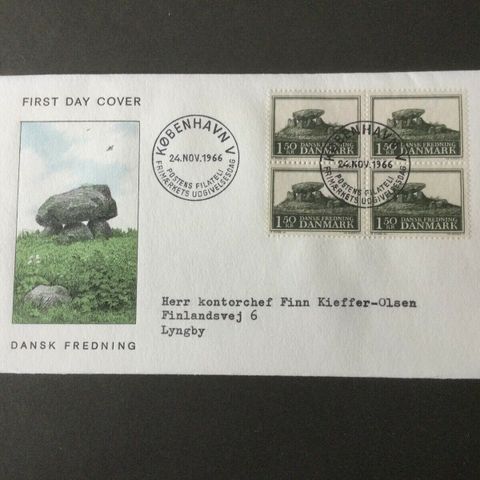 FIRST DAY COVER
DANSK FREDNING
KØBENHAVN V
24.NOV.1966
POSTENS FILATELI
FRIMÆRKETS UDGIVELSESDAG
1.50 KR
DANSK FREDNING
DANMARK
1.50 KR
DANSK FREDNING
DANMARK
1.50 KR
DANSK FREDNING
DANMARK
1.50 KR
DANSK FREDNING
DANMARK
KØBENHAVN V
24.NOV.1966
POSTENS FILATELI
FRIMÆRKETS UDGIVELSESDAG
Herr kontorchef Finn Kieffer-Olsen
Finlandsvej 6
Lyngby